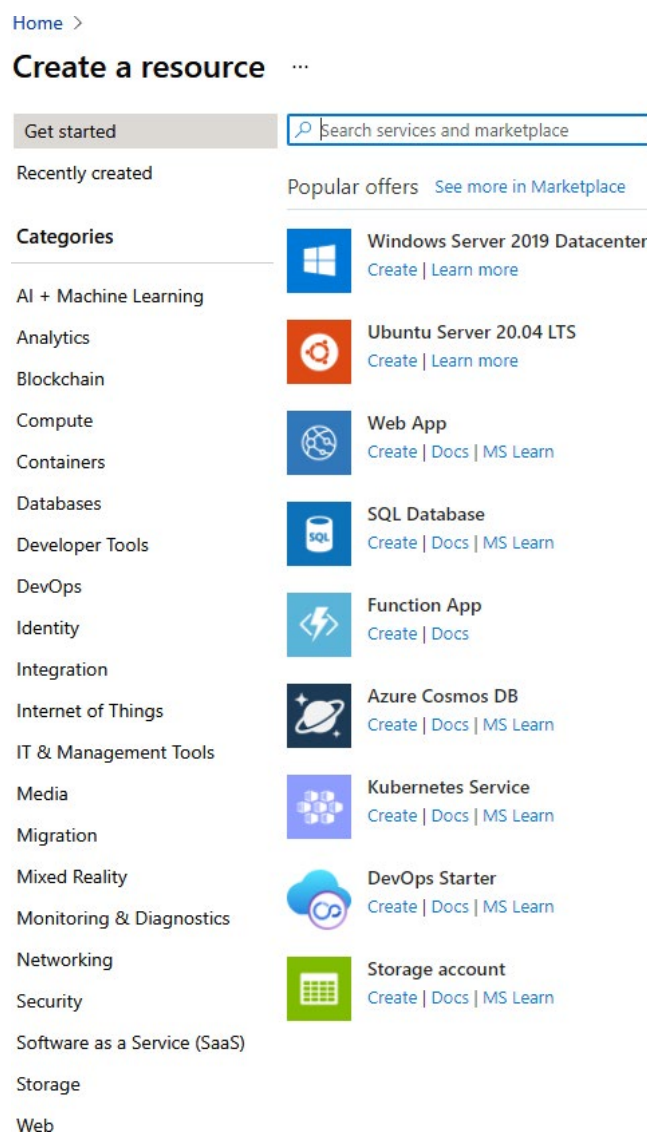 Home >
Create a resource ...
Get started
Recently created
Categories
AI + Machine Learning
Analytics
Blockchain
Compute
Containers
Databases
Developer Tools
DevOps
Identity
Integration
Internet of Things
IT & Management Tools
Media
Migration
Mixed Reality
Monitoring & Diagnostics
Networking
Security
Software as a Service (SaaS)
Storage
Web
Search services and marketplace
Popular offers See more in Marketplace
Windows Server 2019 Datacenter
Create | Learn more
Ubuntu Server 20.04 LTS
Create | Learn more
Web App
Create | Docs | MS Learn
SQL
SQL Database
Create | Docs | MS Learn
Function App
Create | Docs
Azure Cosmos DB
Create | Docs | MS Learn
Kubernetes Service
Create | Docs | MS Learn
DevOps Starter
Create | Docs | MS Learn
Storage account
Create | Docs | MS Learn